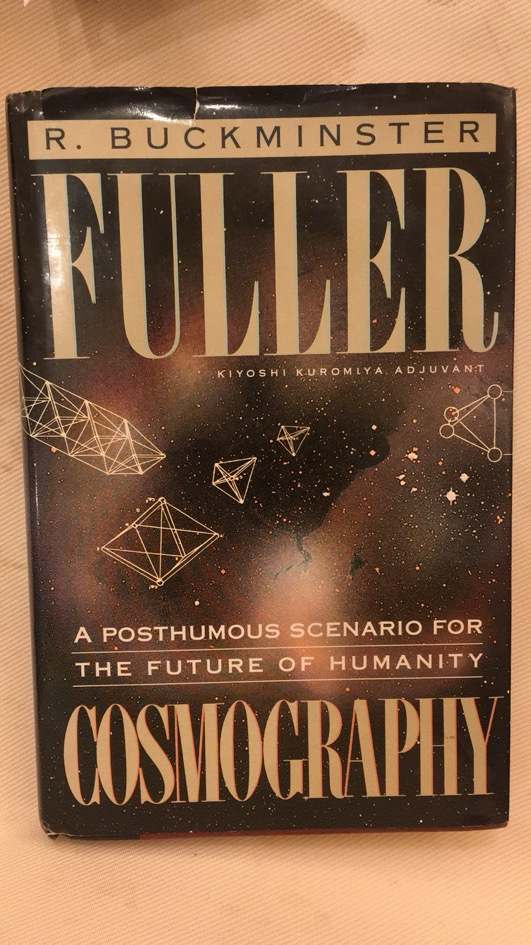 R. BUCKMINSTER
FULLER
KIYOSHI KUROMIYA, ADJUVANT
A POSTHUMOUS SCENARIO FOR
THE FUTURE OF HUMANITY
COSMOGRAPHY